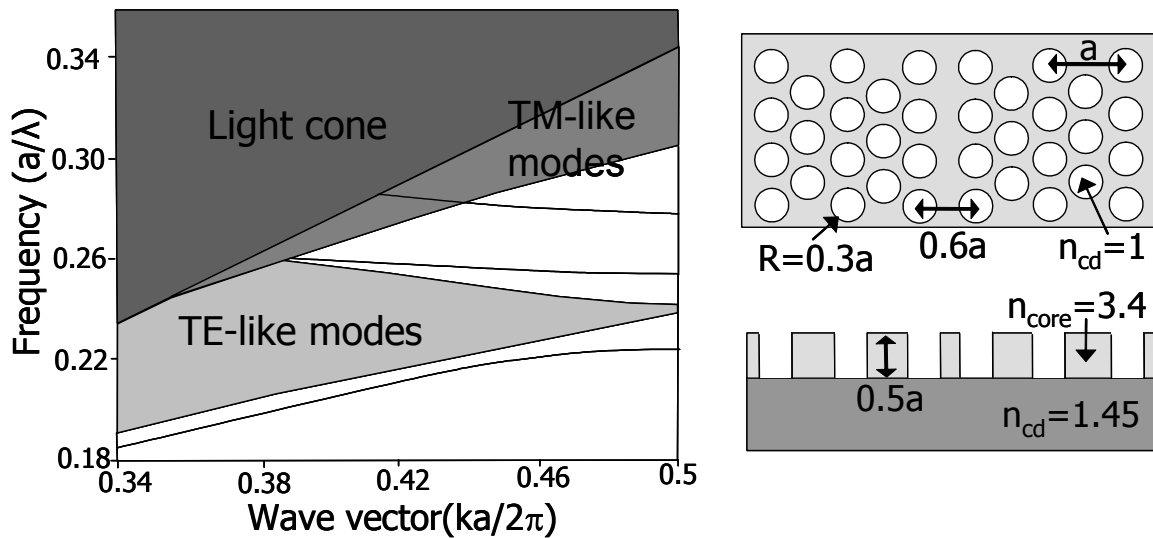 Frequency (a/λ)
0.34
0.30
0.26
0.22
0.18
Light cone
TM-like
modes
TE-like modes
0.34
0.38
0.42
0.46
0.5
Wave vector(ka/2π)
a
R=0.3a
0.6a
n_cd=1
n_core=3.4
0.5a
n_cd=1.45